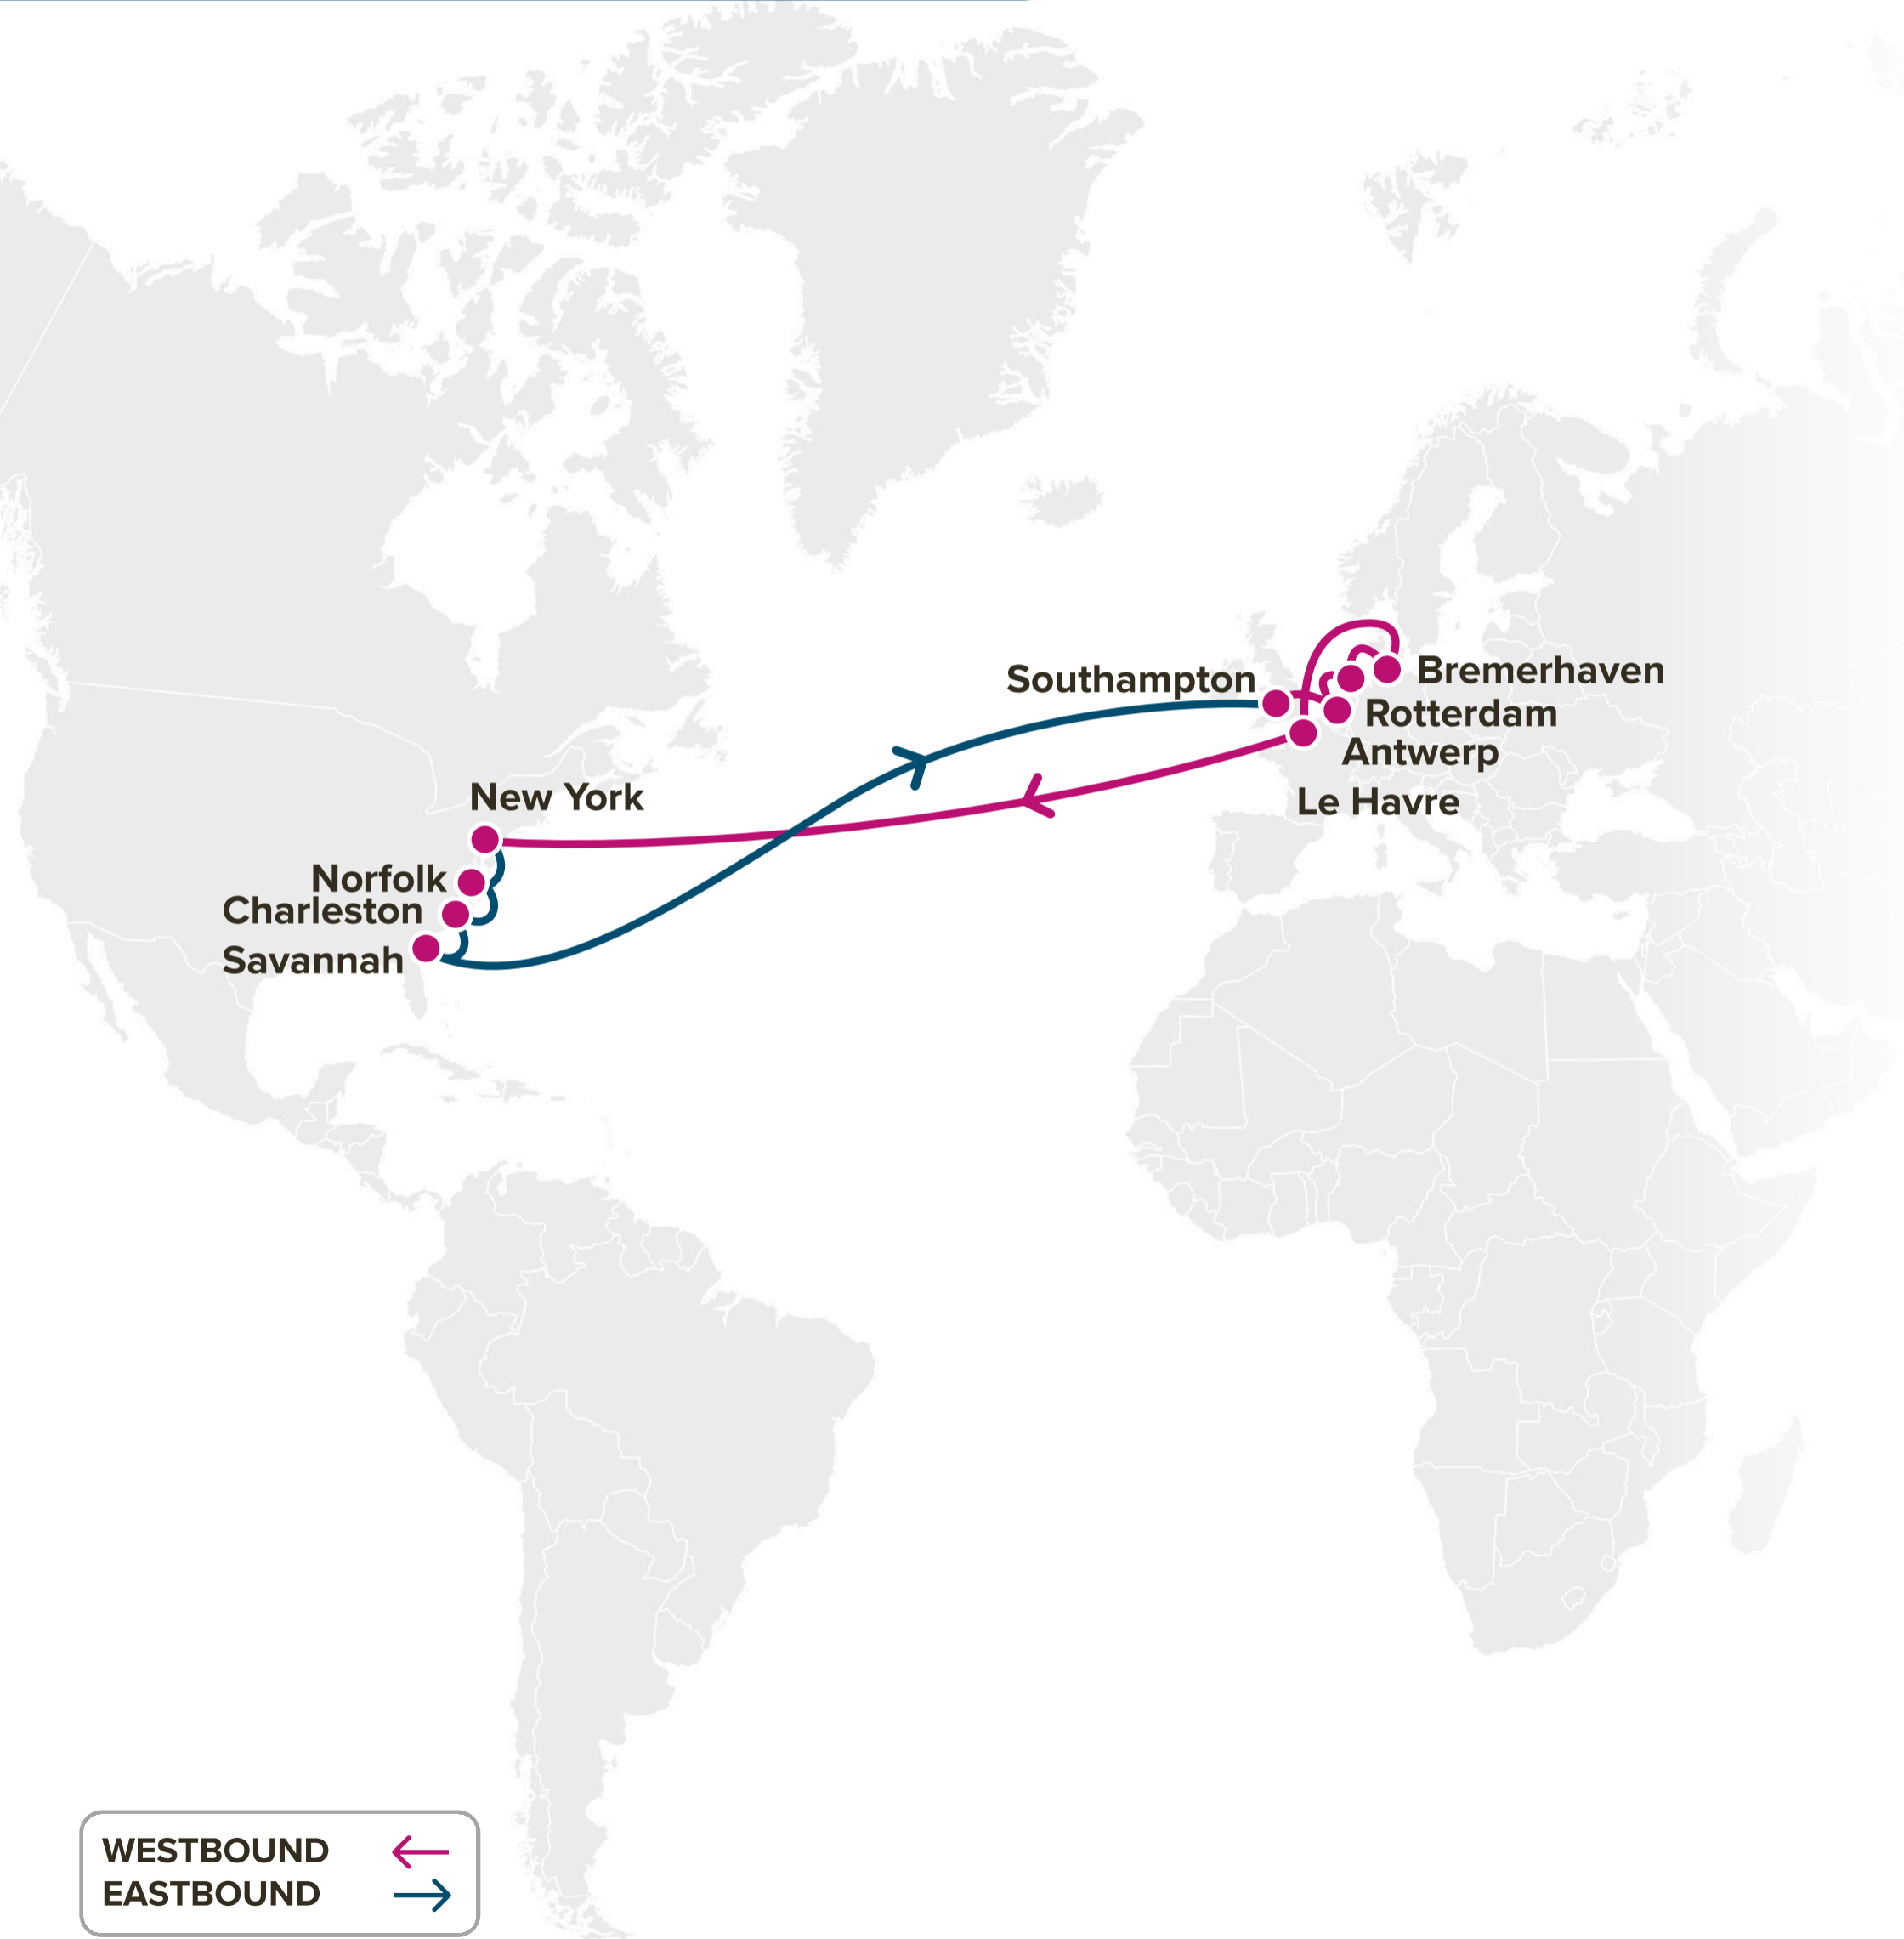 Southampton
Bremerhaven
Rotterdam
Antwerp
Le Havre
New York
Norfolk
Charleston
Savannah
WESTBOUND
EASTBOUND